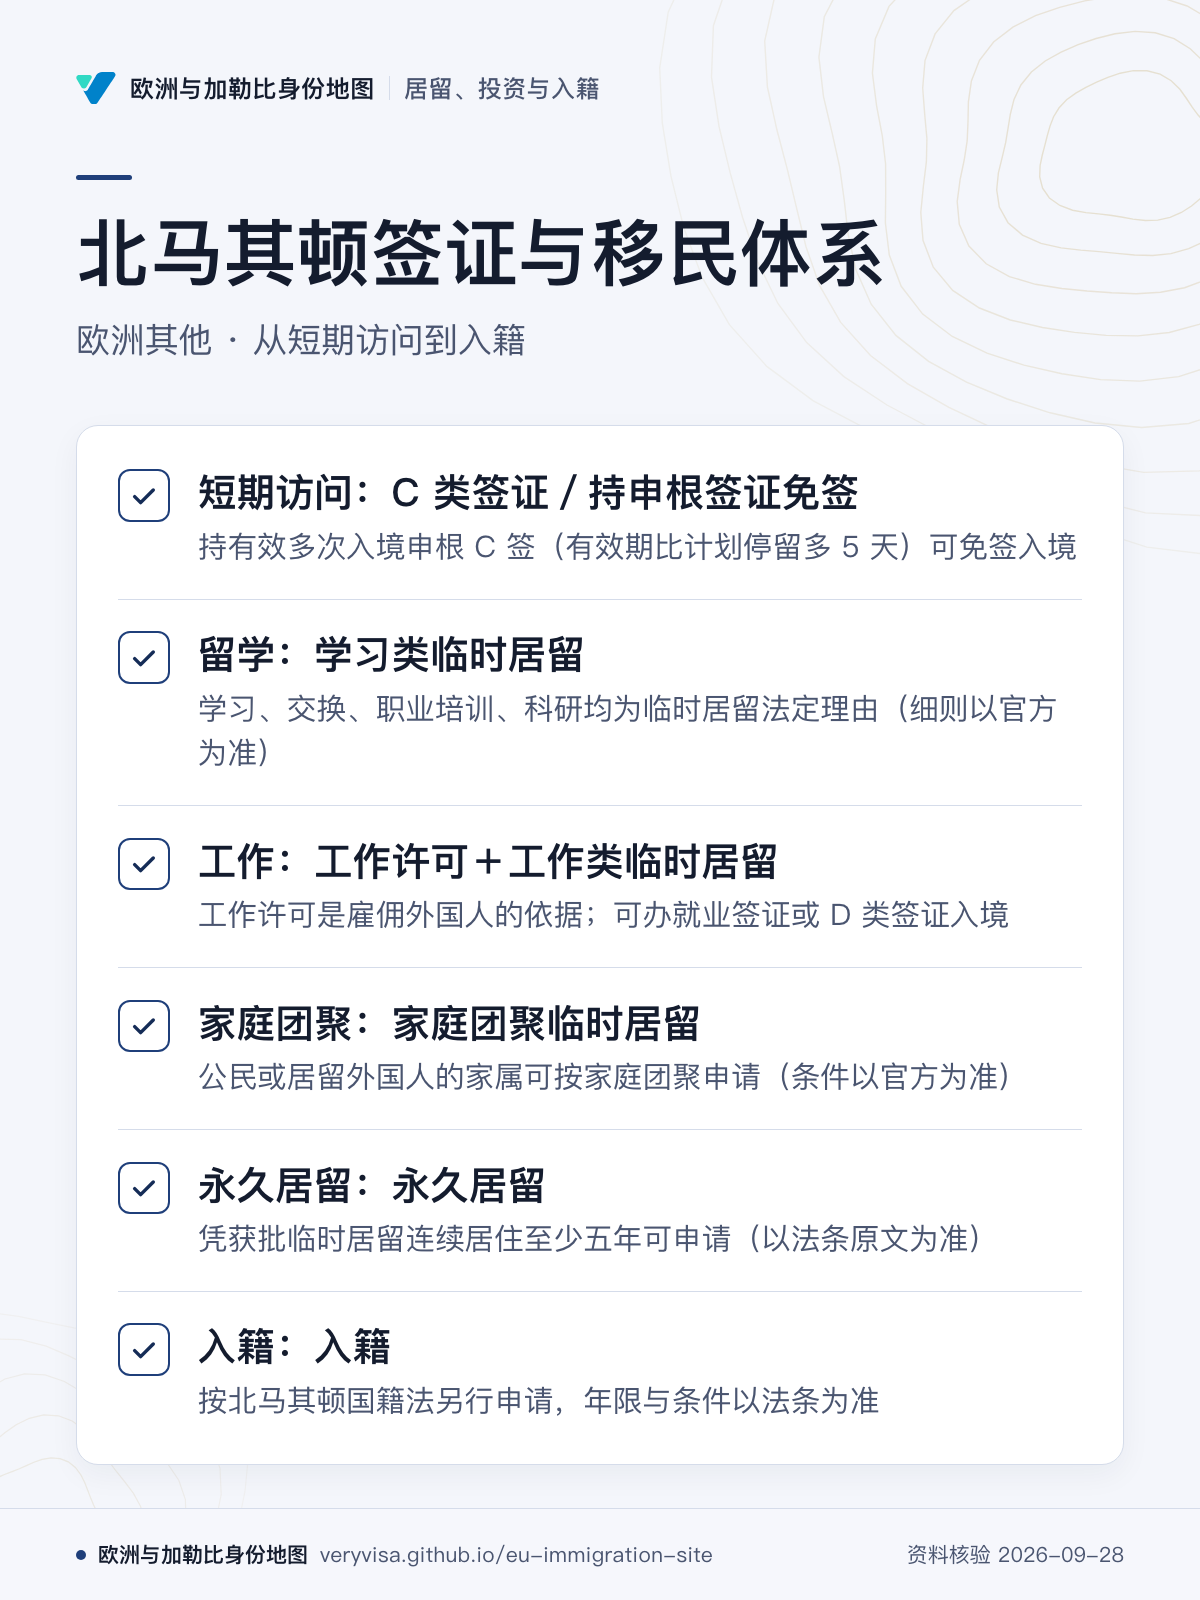 欧洲与加勒比身份地图 居留、投资与入籍
北马其顿签证与移民体系
欧洲其他 · 从短期访问到入籍
短期访问：C 类签证 / 持申根签证免签
持有效多次入境申根 C 签（有效期比计划停留多 5 天）可免签入境
留学：学习类临时居留
学习、交换、职业培训、科研均为临时居留法定理由（细则以官方
为准）
工作：工作许可＋工作类临时居留
工作许可是雇佣外国人的依据；可办就业签证或 D 类签证入境
家庭团聚：家庭团聚临时居留
公民或居留外国人的家属可按家庭团聚申请（条件以官方为准）
永久居留：永久居留
凭获批临时居留连续居住至少五年可申请（以法条原文为准）
入籍：入籍
按北马其顿国籍法另行申请，年限与条件以法条为准
欧洲与加勒比身份地图 veryvisa.github.io/eu-immigration-site 资料核验 2026-09-28